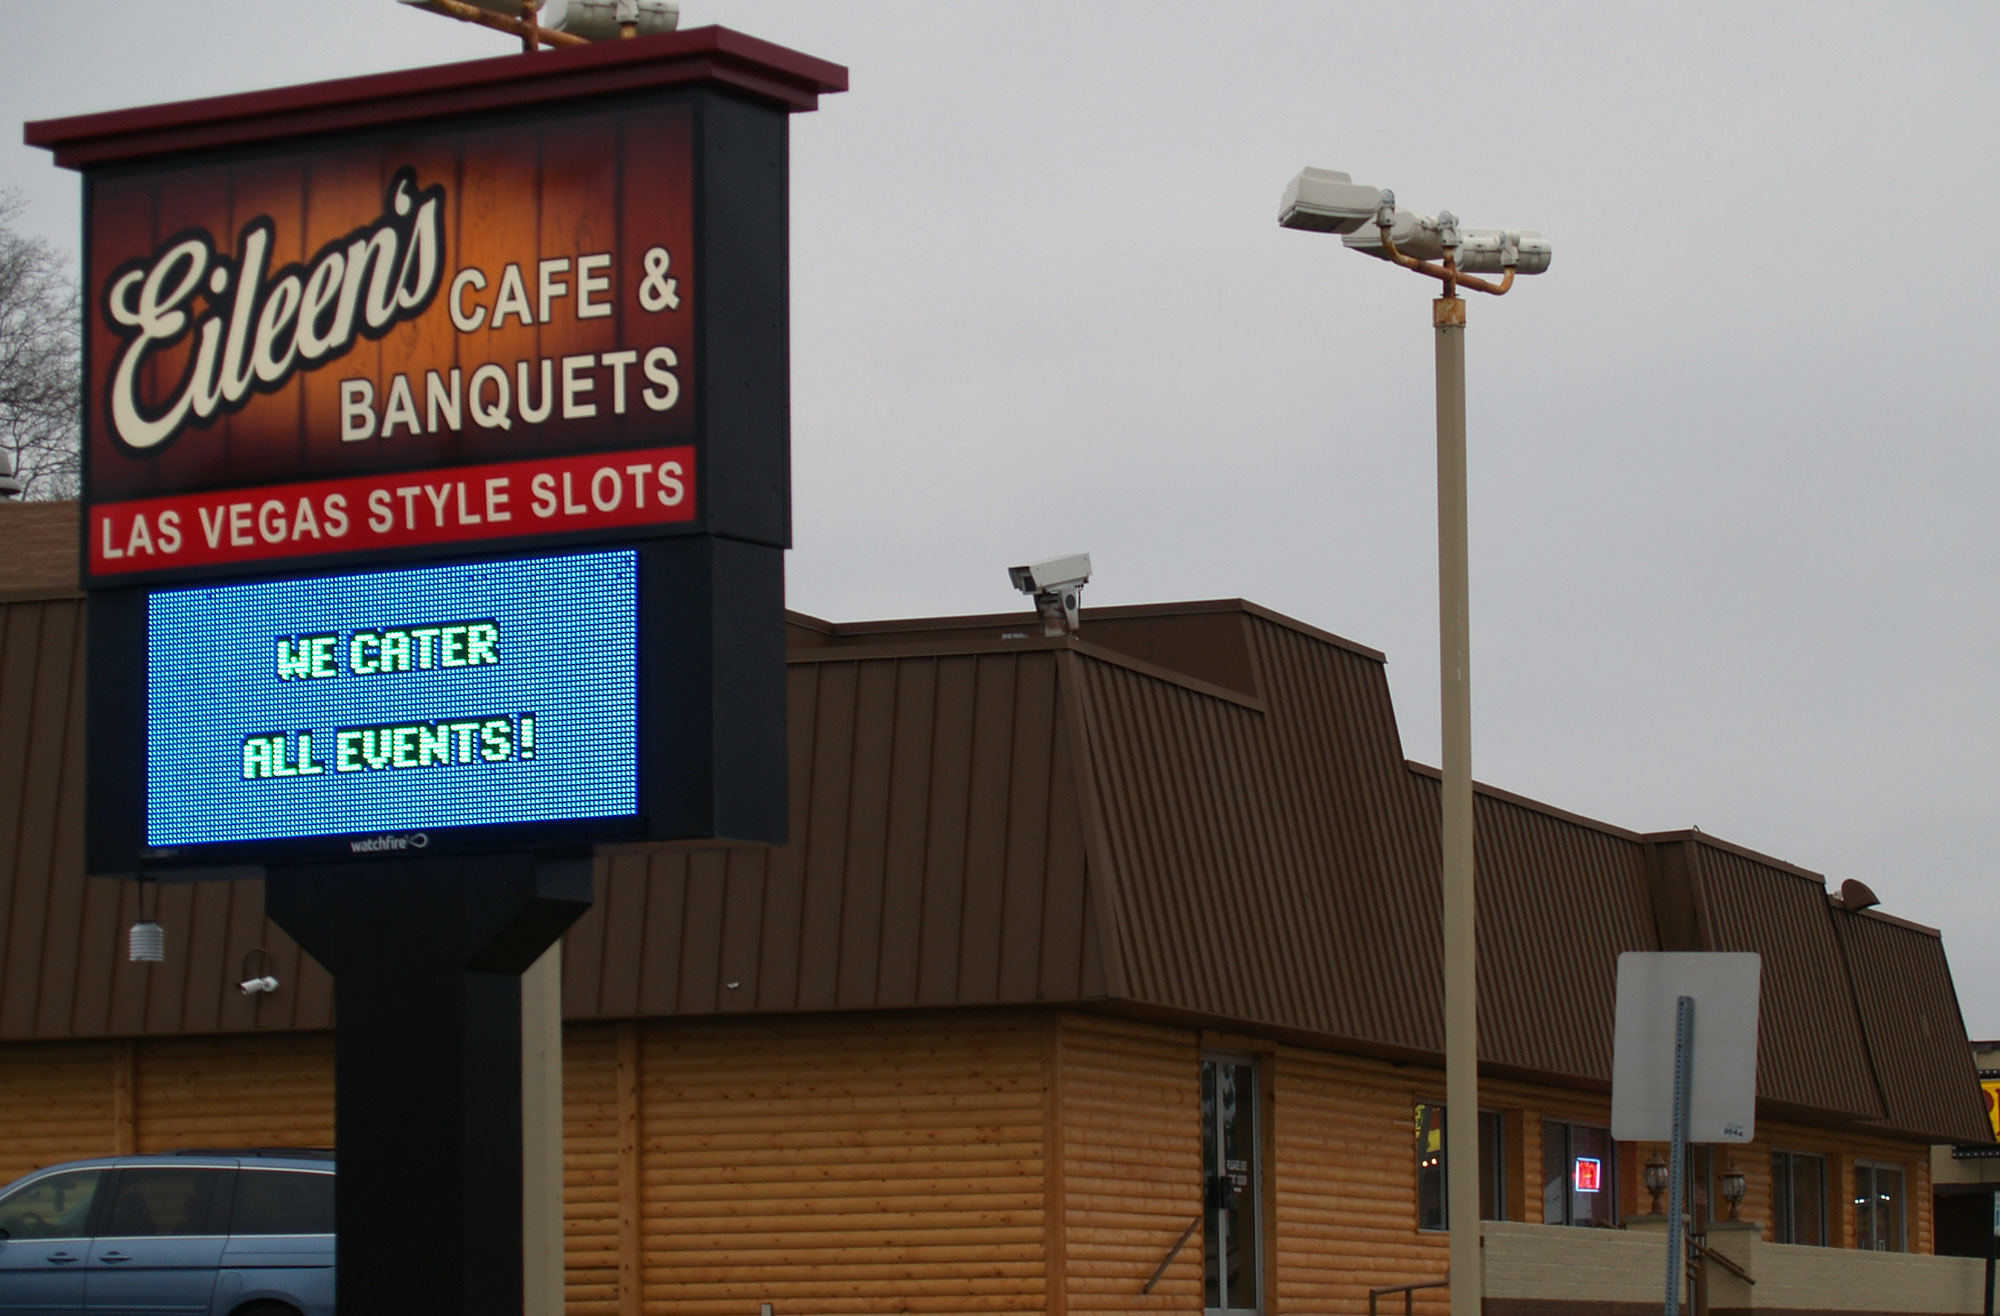 Eileen's CAFE &
BANQUETS
LAS VEGAS STYLE SLOTS
WE CATER
ALL EVENTS!
watchfire